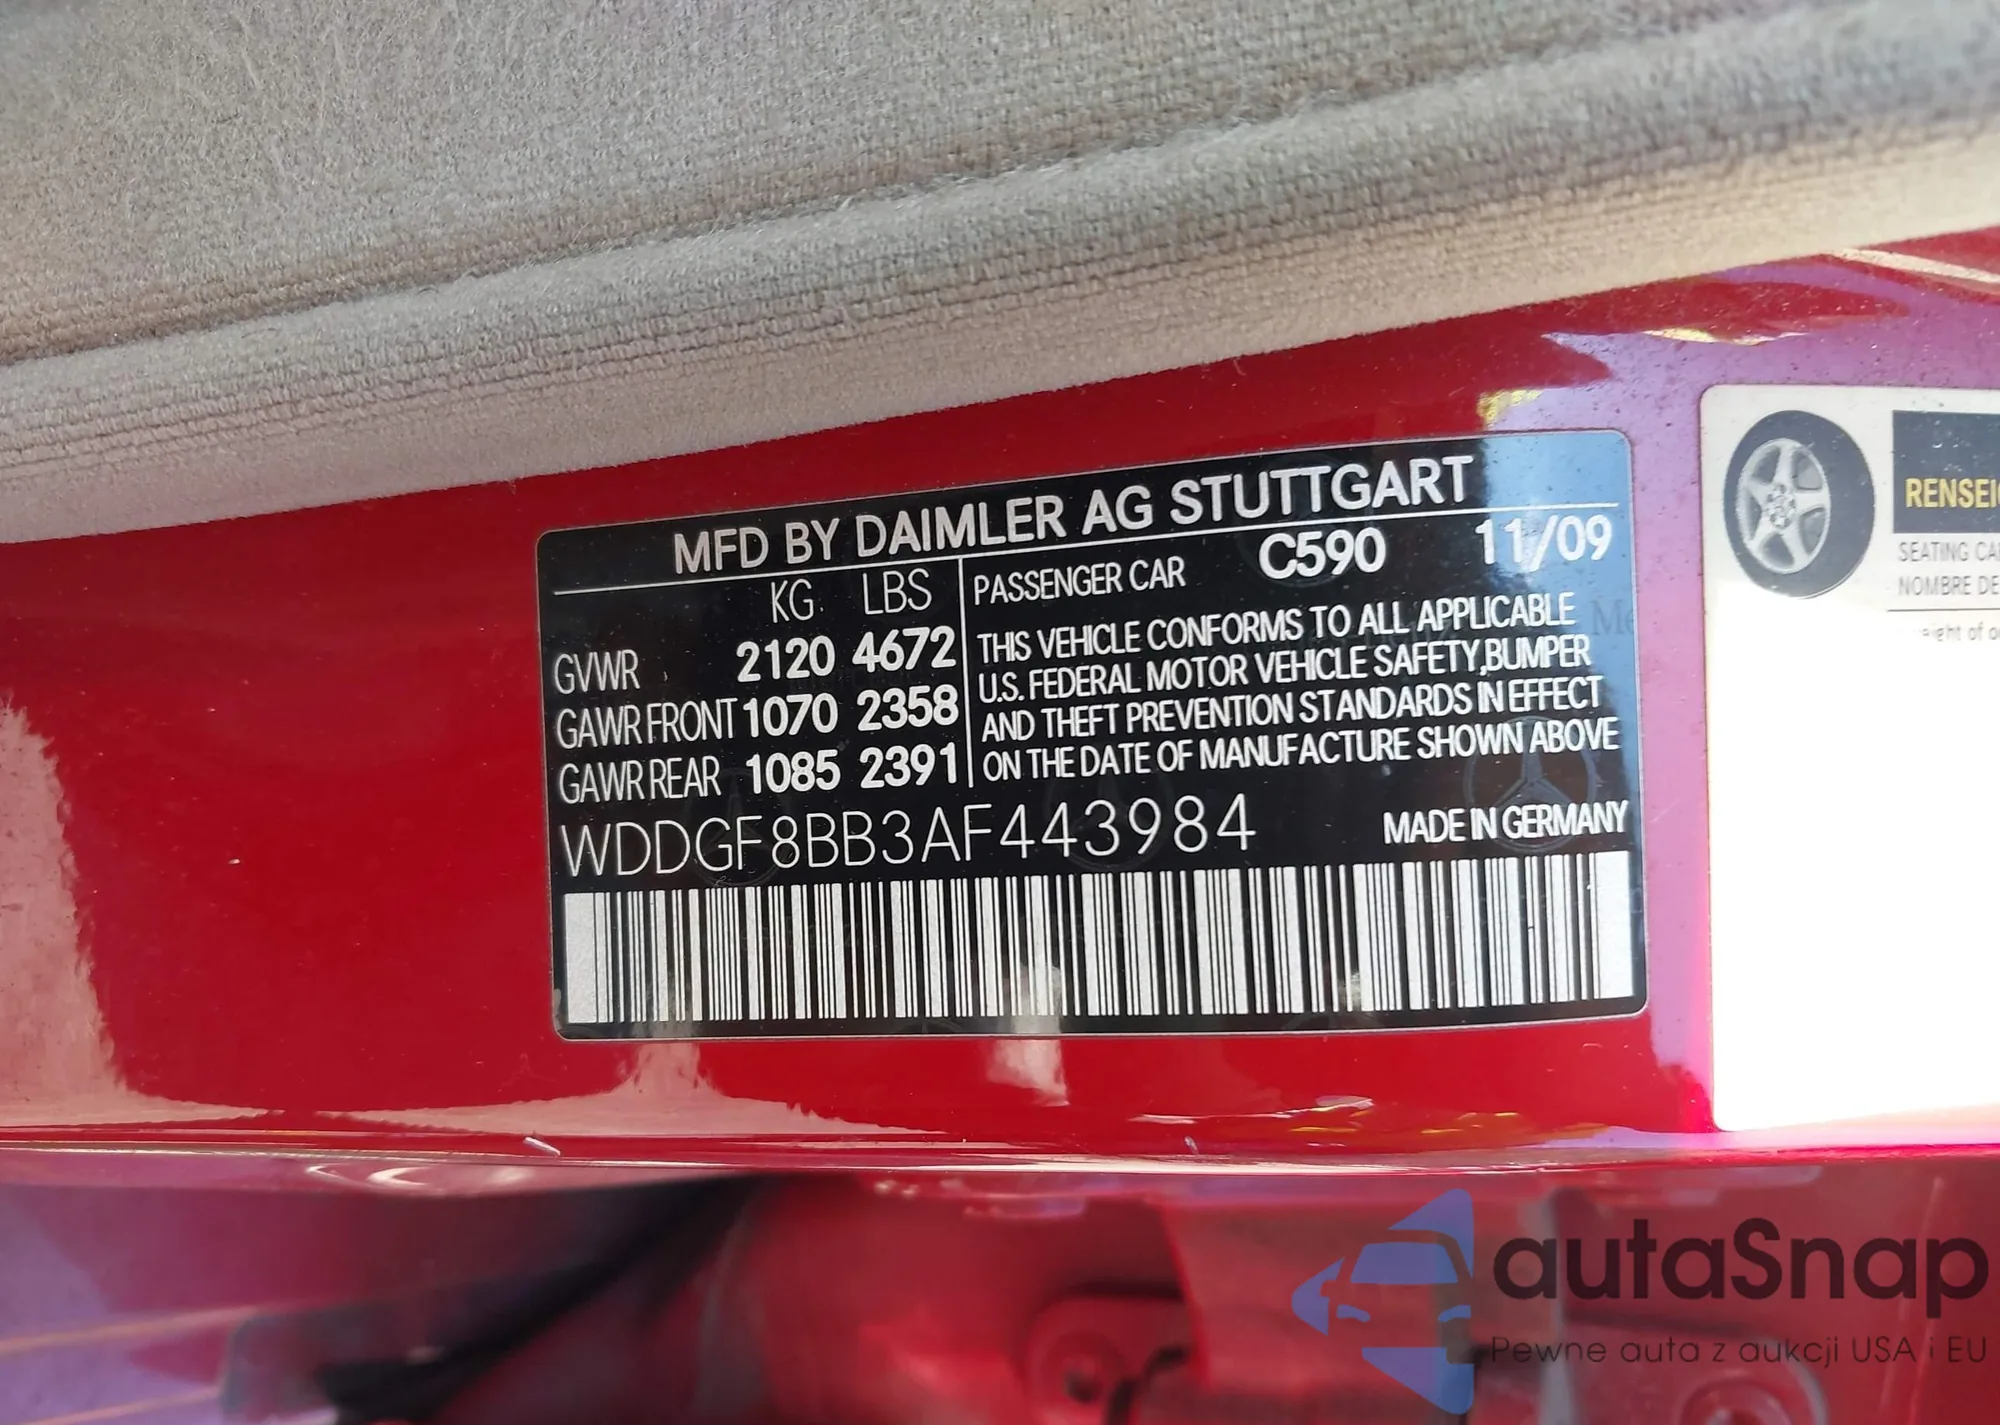 MFD BY DAIMLER AG STUTTGART
KG LBS
PASSENGER CAR C590 11/09
GVWR 2120 4672
GAWR FRONT 1070 2358
GAWR REAR 1085 2391
THIS VEHICLE CONFORMS TO ALL APPLICABLE
U.S. FEDERAL MOTOR VEHICLE SAFETY,BUMPER
AND THEFT PREVENTION STANDARDS IN EFFECT
ON THE DATE OF MANUFACTURE SHOWN ABOVE
WDDGF8BB3AF443984
MADE IN GERMANY
SEATING
NOMBRE DE
autaSnap
Pewne auta z aukcji USA i EU